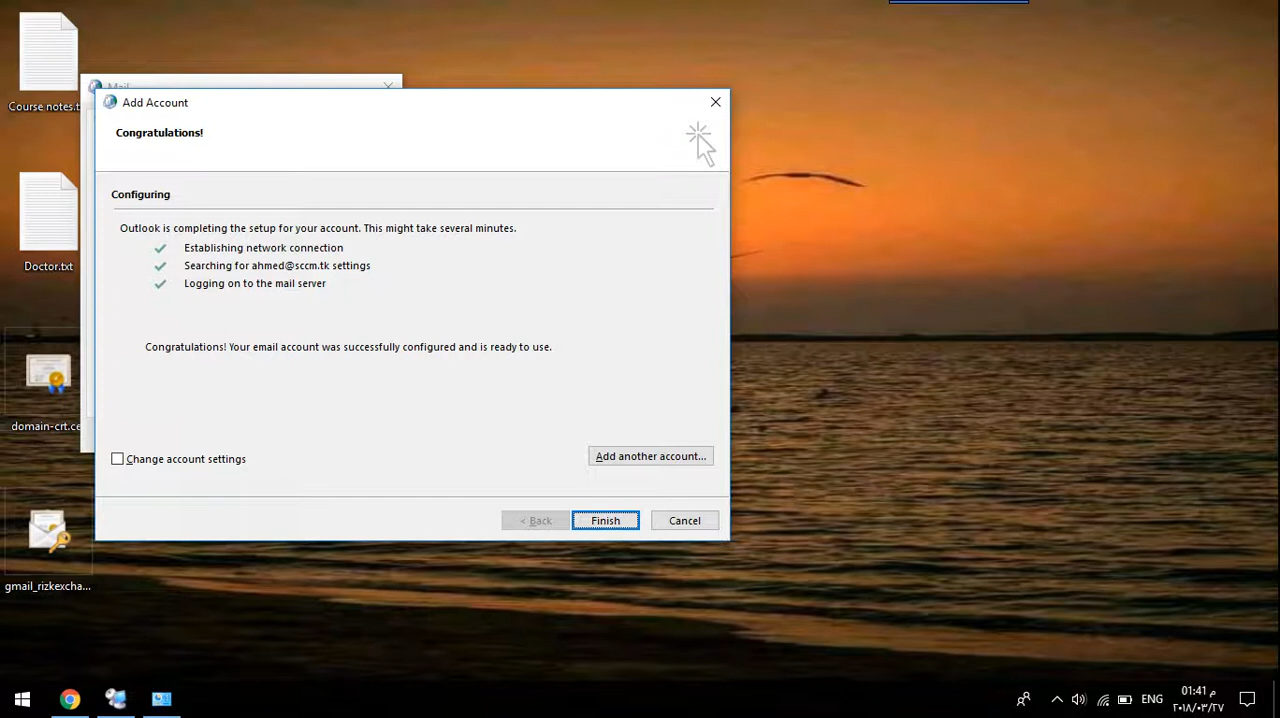 Course notes.t
Mail
Add Account
Congratulations!
Configuring
Outlook is completing the setup for your account. This might take several minutes.
Establishing network connection
Searching for ahmed@sccm.tk settings
Logging on to the mail server
Congratulations! Your email account was successfully configured and is ready to use.
Doctor.txt
domain-crt.ce
gmail_rizkexcha...
Change account settings
Add another account...
< Back
Finish
Cancel
ENG
01:41 م
٢٠١٨/٠٣/٢٧